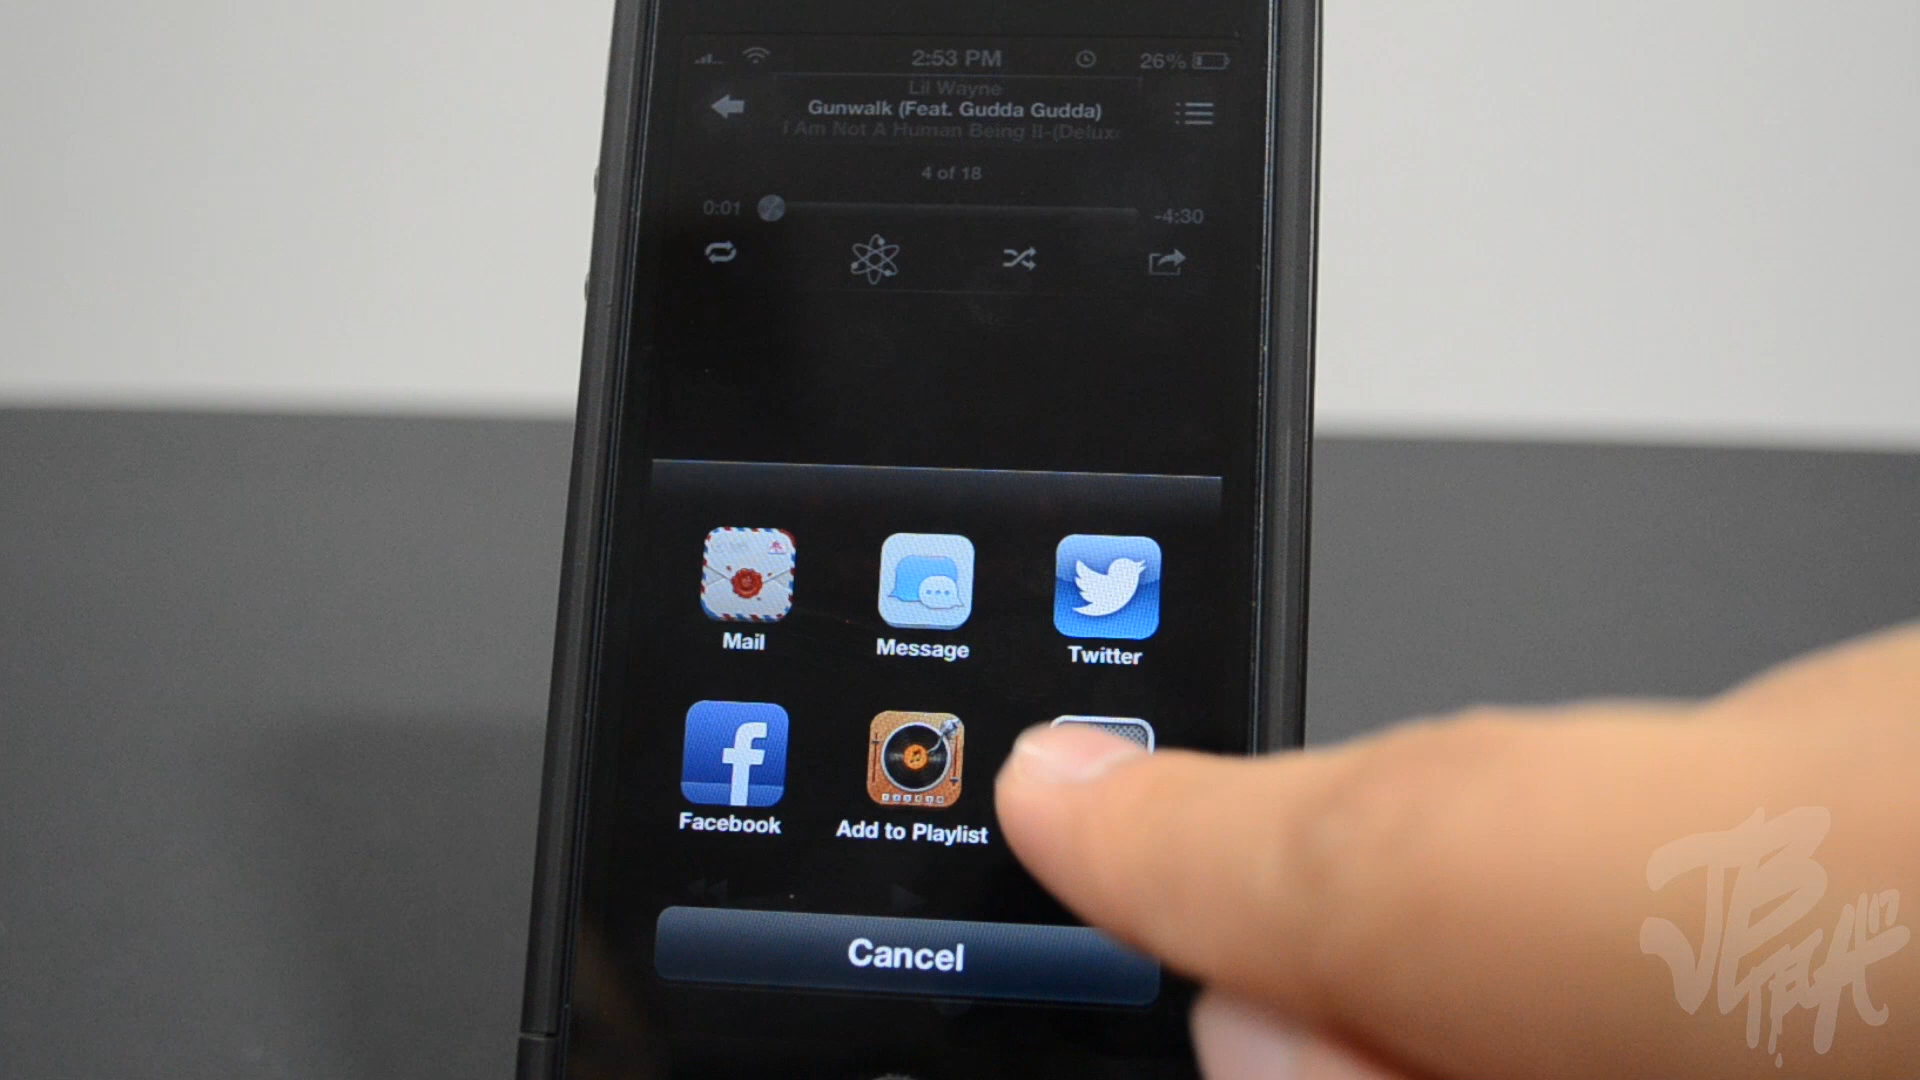 2:53 PM
26%
Lil Wayne
Gunwalk (Feat. Gudda Gudda)
I Am Not A Human Being II-(Deluxe
4 of 18
0:01
-4:30
Mail
Message
Twitter
Facebook
Add to Playlist
Cancel